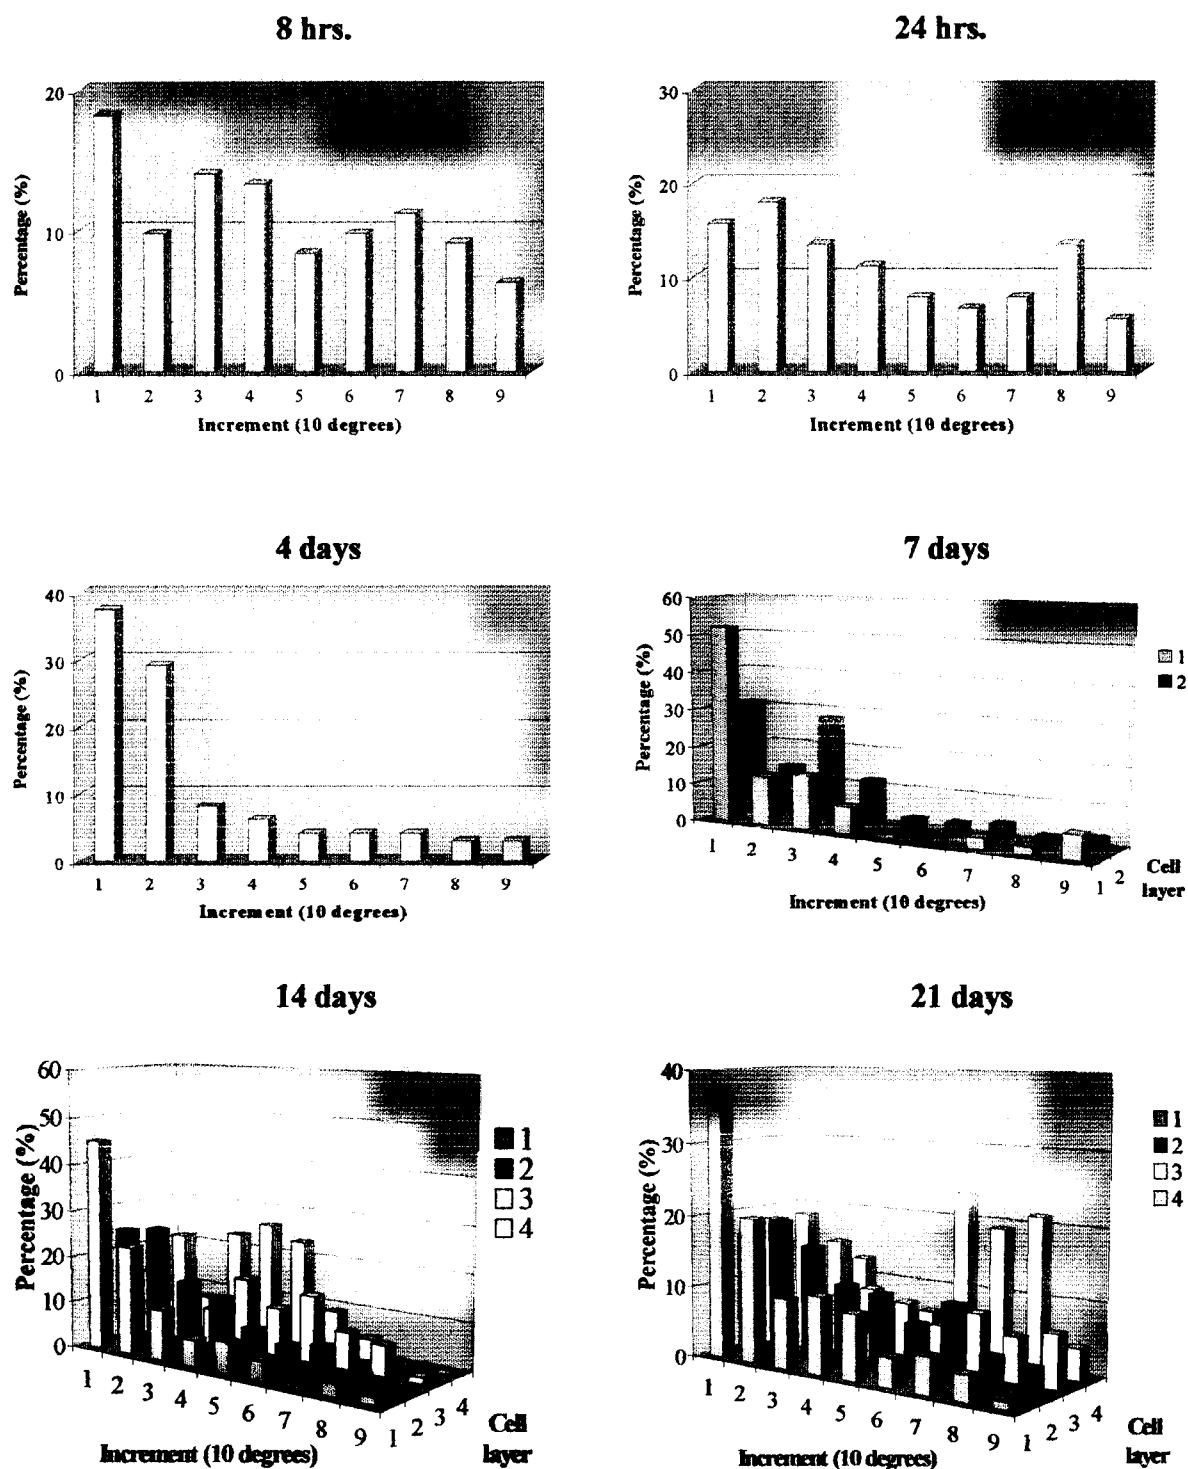 8 hrs.
20
10
0
Percentage (%)
1 2 3 4 5 6 7 8 9
Increment (10 degrees)
24 hrs.
30
20
10
0
Percentage (%)
1 2 3 4 5 6 7 8 9
Increment (10 degrees)
4 days
40
30
20
10
0
Percentage (%)
1 2 3 4 5 6 7 8 9
Increment (10 degrees)
7 days
60
50
40
30
20
10
0
Percentage (%)
1 2 3 4 5 6 7 8 9
Increment (10 degrees)
1 2
Cell
layer
1
2
14 days
60
50
40
30
20
10
0
Percentage (%)
1 2 3 4 5 6 7 8 9
Increment (10 degrees)
1 2 3 4
Cell
layer
1
2
3
4
21 days
40
30
20
10
0
Percentage (%)
1 2 3 4 5 6 7 8 9
Increment (10 degrees)
1 2 3 4
Cell
layer
1
2
3
4